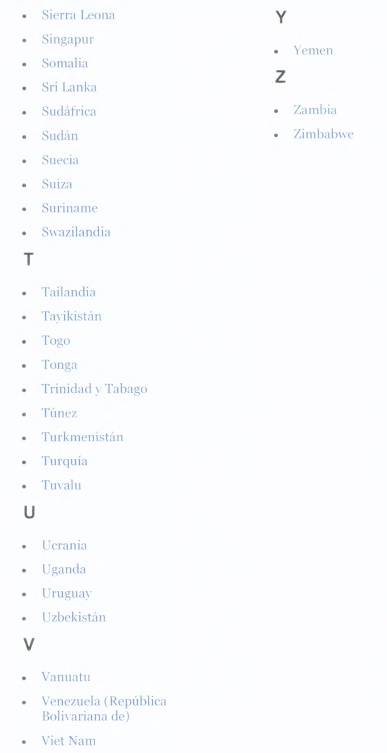 Sierra Leona
Singapur
Somalia
Sri Lanka
Sudáfrica
Sudán
Suecia
Suiza
Suriname
Swazilandia
T
Tailandia
Tayikistán
Togo
Tonga
Trinidad y Tabago
Túnez
Turkmenistán
Turquía
Tuvalu
U
Ucrania
Uganda
Uruguay
Uzbekistán
V
Vanuatu
Venezuela (República
Bolivariana de)
Viet Nam
Y
Yemen
Z
Zambia
Zimbabwe